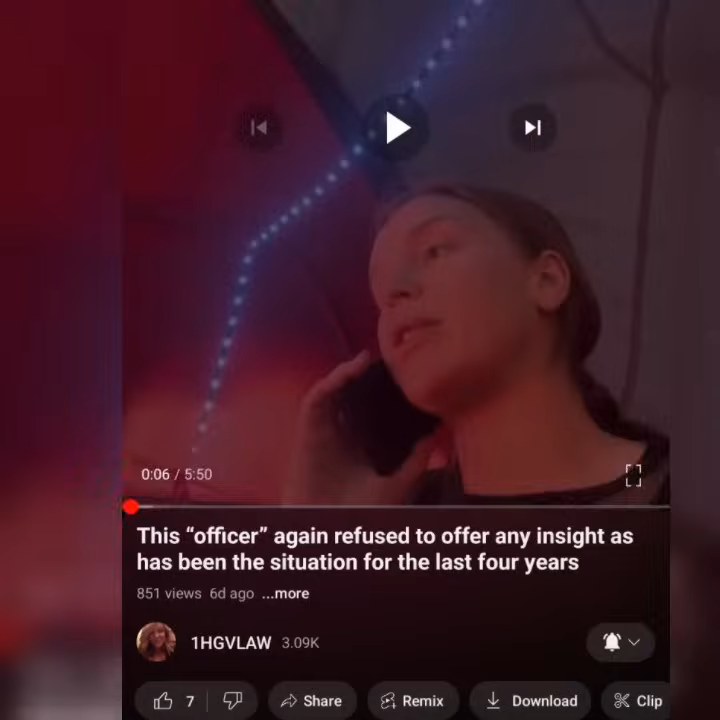 0:06 / 5:50
This “officer” again refused to offer any insight as
has been the situation for the last four years
851 views 6d ago ...more
1HGVLAW 3.09K
7 Share Remix Download Clip